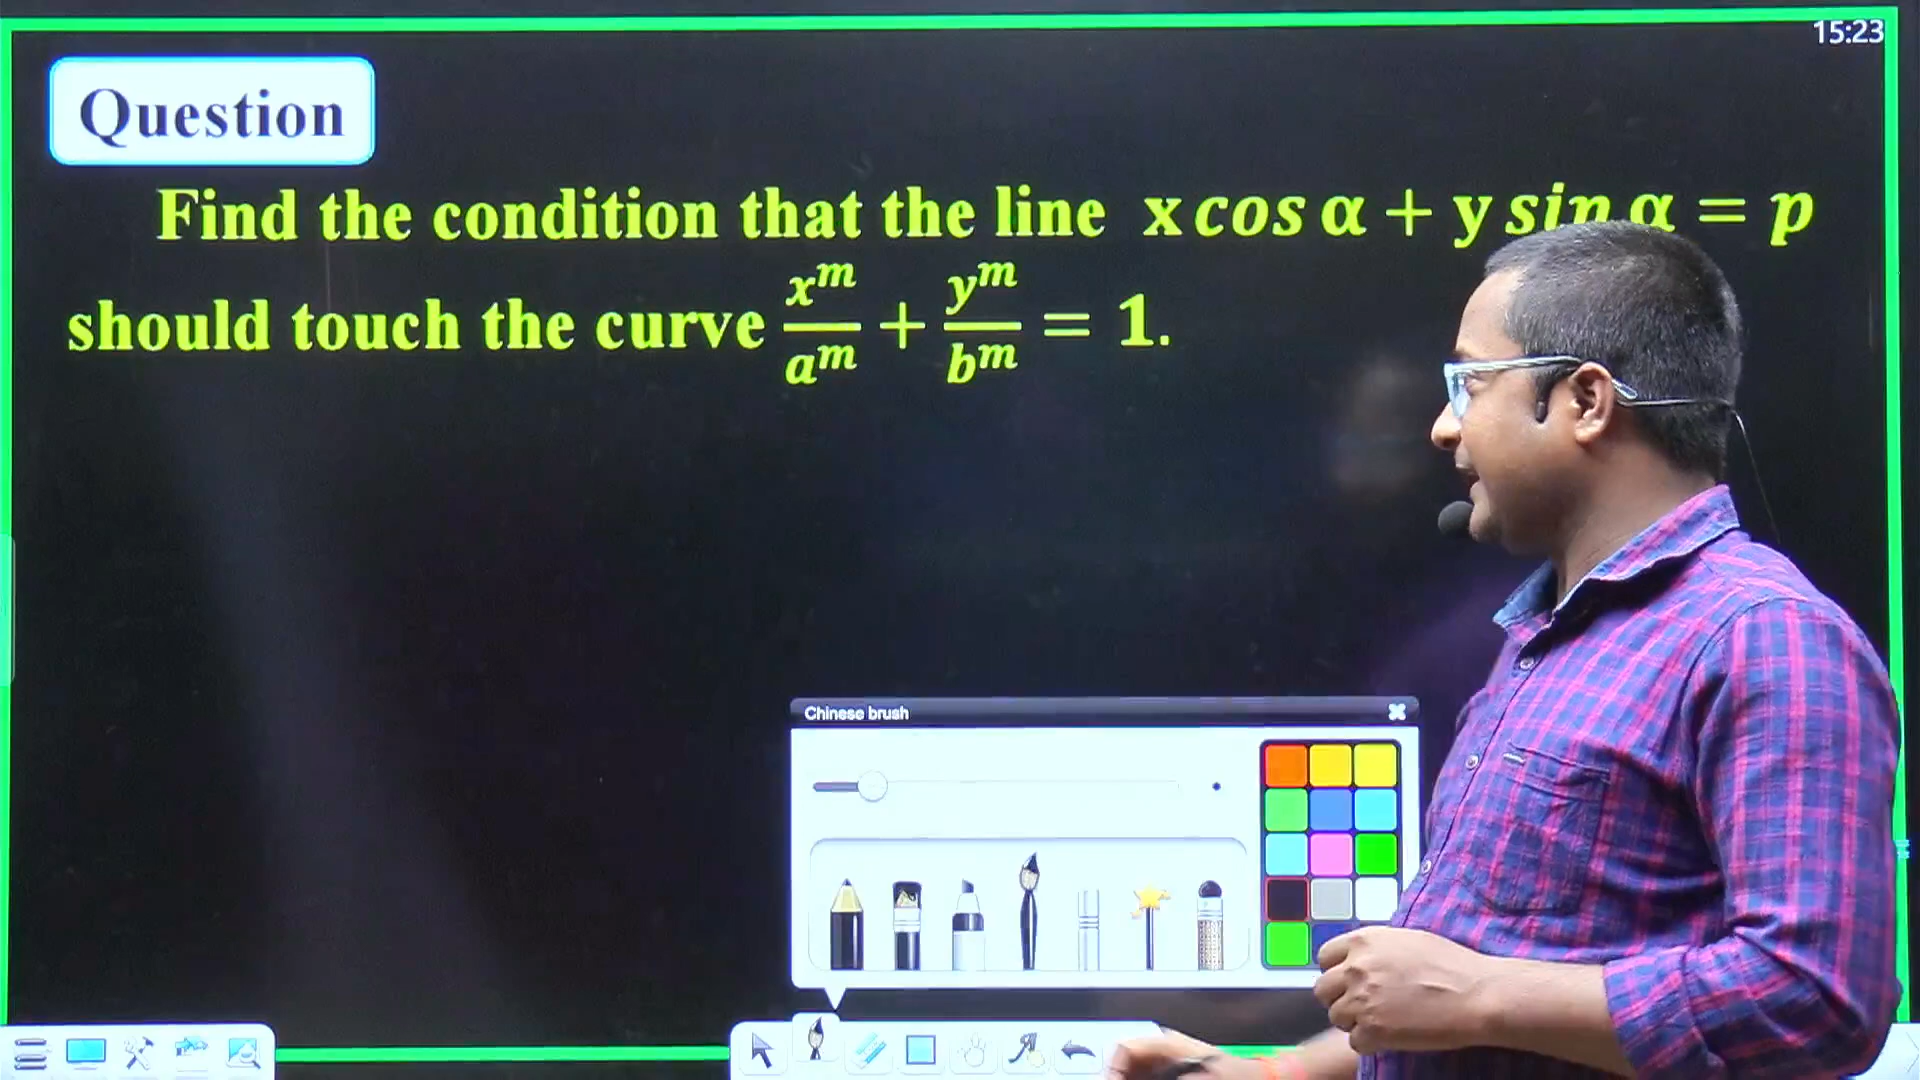 15:23
Question
Find the condition that the line x cos α + y sin α = p
should touch the curve x^m/a^m + y^m/b^m = 1.
Chinese brush